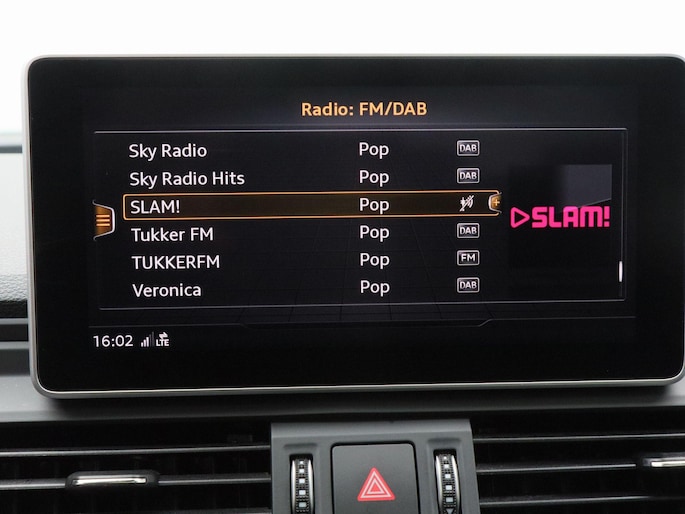 Radio: FM/DAB
Sky Radio Pop DAB
Sky Radio Hits Pop DAB
SLAM! Pop
SLAM!
Tukker FM Pop DAB
TUKKERFM Pop FM
Veronica Pop DAB
16:02 LTE